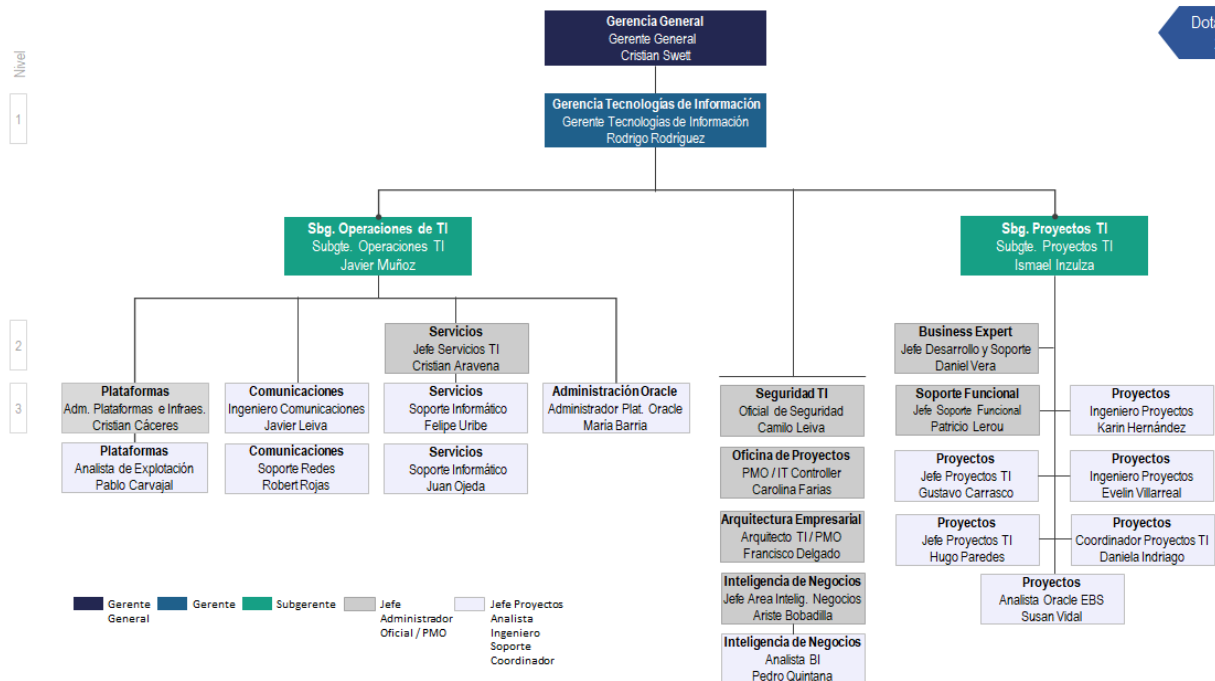 Gerencia General
Gerente General
Cristian Swett
Dota
Nivel
1
Gerencia Tecnologías de Información
Gerente Tecnologías de Información
Rodrigo Rodríguez
Sbg. Operaciones de TI
Subgte. Operaciones TI
Javier Muñoz
Sbg. Proyectos TI
Subgte. Proyectos TI
Ismael Inzulza
2
Servicios
Jefe Servicios TI
Cristian Aravena
Business Expert
Jefe Desarrollo y Soporte
Daniel Vera
3
Plataformas
Adm. Plataformas e Infraes.
Cristian Cáceres
Comunicaciones
Ingeniero Comunicaciones
Javier Leiva
Servicios
Soporte Informático
Felipe Uribe
Administración Oracle
Administrador Plat. Oracle
María Barria
Seguridad TI
Oficial de Seguridad
Camilo Leiva
Soporte Funcional
Jefe Soporte Funcional
Patricio Lerou
Proyectos
Ingeniero Proyectos
Karin Hernández
Plataformas
Analista de Explotación
Pablo Carvajal
Comunicaciones
Soporte Redes
Robert Rojas
Servicios
Soporte Informático
Juan Ojeda
Oficina de Proyectos
PMO / IT Controller
Carolina Farias
Proyectos
Jefe Proyectos TI
Gustavo Carrasco
Proyectos
Ingeniero Proyectos
Evelin Villarreal
Arquitectura Empresarial
Arquitecto TI / PMO
Francisco Delgado
Proyectos
Jefe Proyectos TI
Hugo Paredes
Proyectos
Coordinador Proyectos TI
Daniela Indriago
Inteligencia de Negocios
Jefe Area Intelig. Negocios
Ariste Bobadilla
Proyectos
Analista Oracle EBS
Susan Vidal
Inteligencia de Negocios
Analista BI
Pedro Quintana
Gerente
General
Gerente
Subgerente
Jefe
Administrador
Oficial / PMO
Jefe Proyectos
Analista
Ingeniero
Soporte
Coordinador